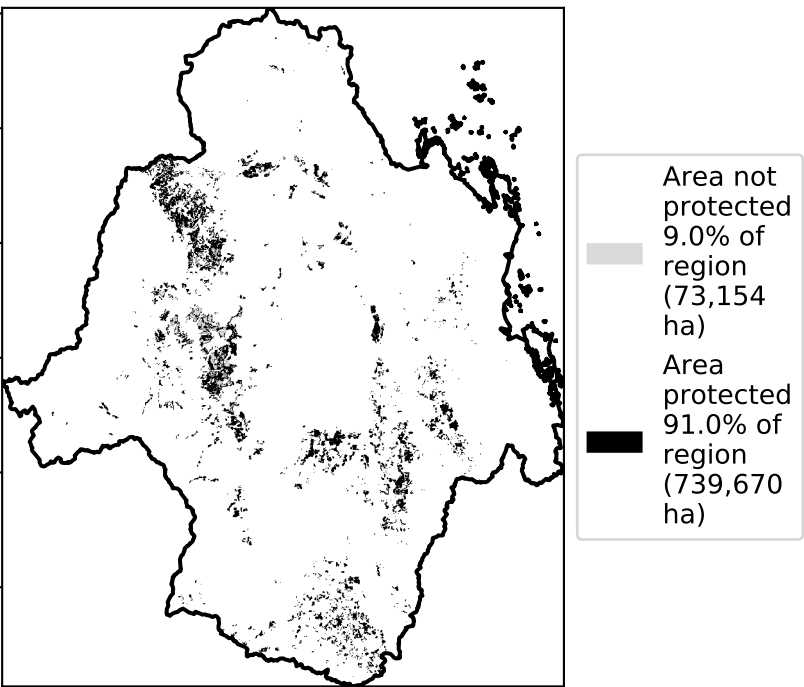 Area not
protected
9.0% of
region
(73,154
ha)
Area
protected
91.0% of
region
(739,670
ha)